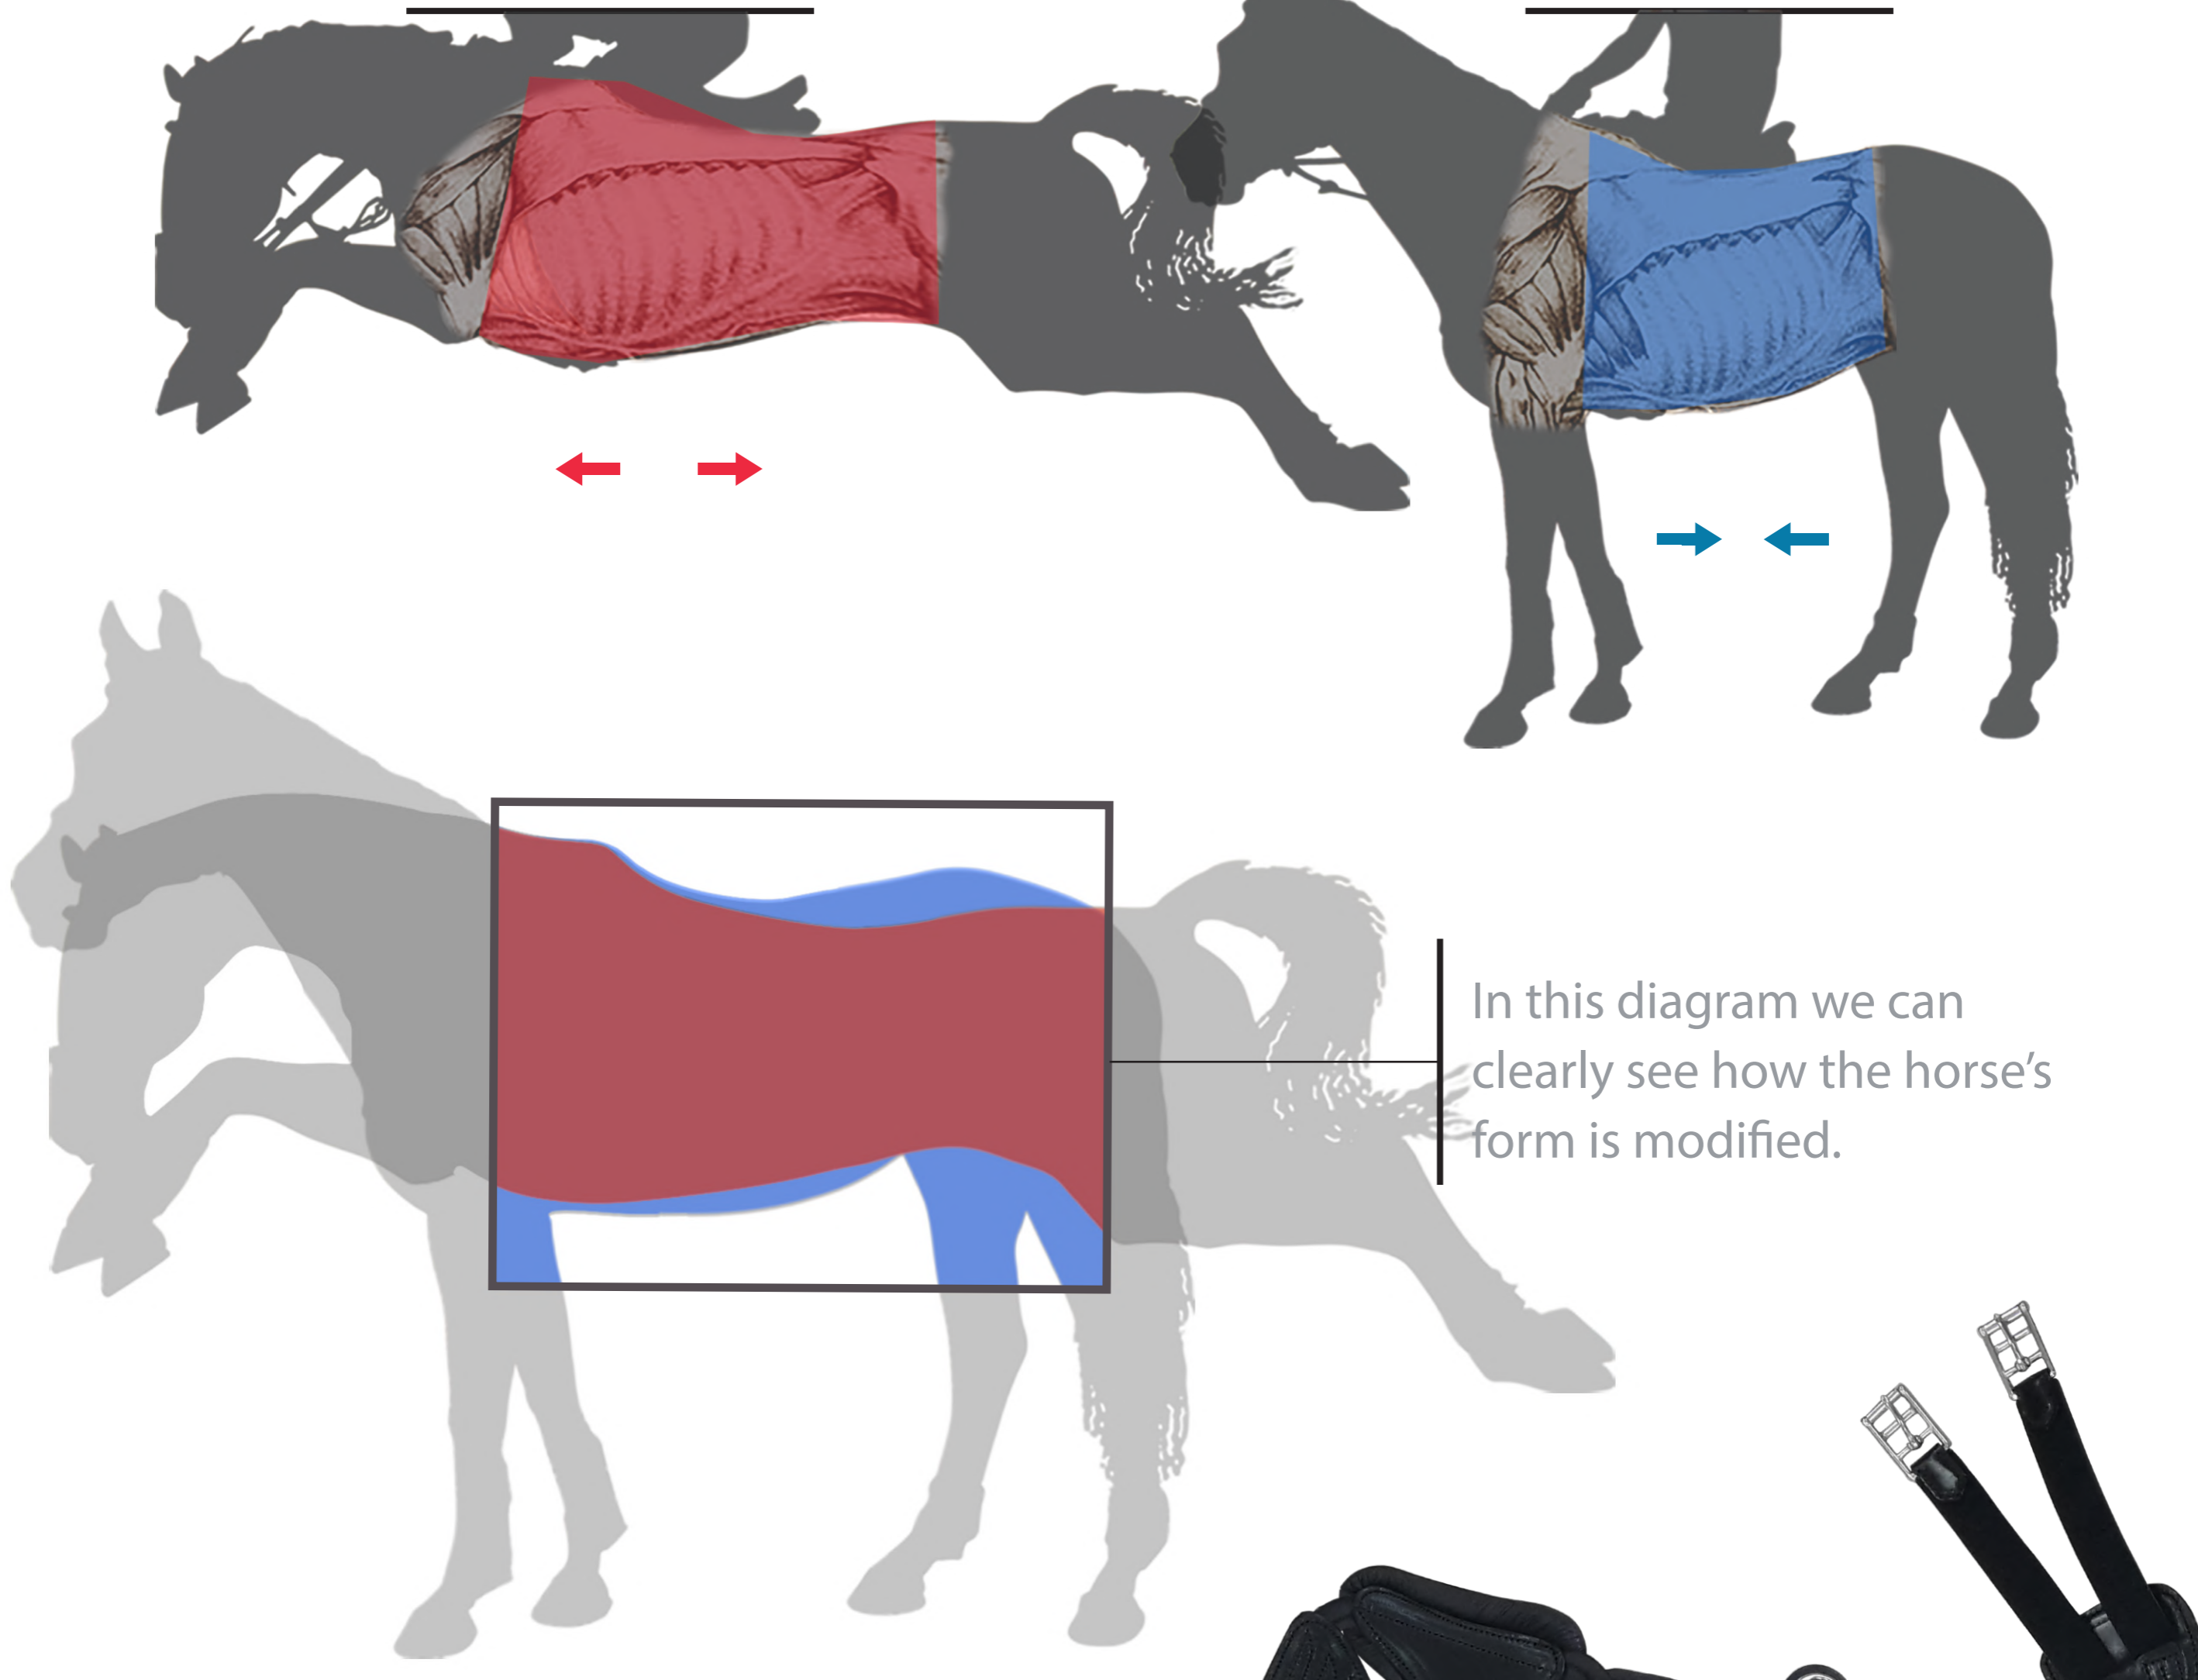 In this diagram we can
clearly see how the horse’s
form is modified.